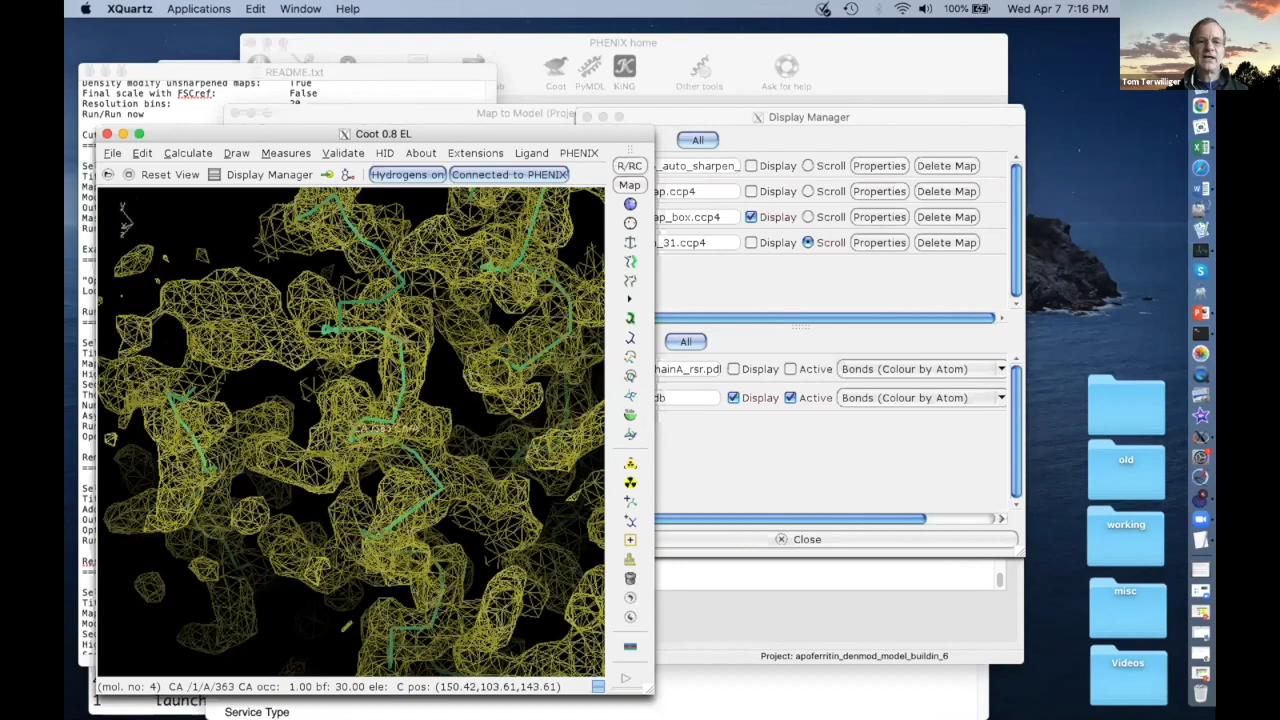 XQuartz Applications Edit Window Help
100% Wed Apr 7 7:16 PM
Tom Terwilliger
PHENIX home
README.txt
Coot PyMOL KiNG Other tools Ask for help
Density modify unsharpened maps: True
Final scale with FSCref: False
Resolution bins: 20
Run/Run now
Map to Model (Proje
Display Manager
Coot 0.8 EL
All
File Edit Calculate Draw Measures Validate HID About Extensions Ligand PHENIX
Reset View Display Manager Hydrogens on Connected to PHENIX
R/RC
Map
_auto_sharpen_ Display Scroll Properties Delete Map
ap.ccp4 Display Scroll Properties Delete Map
ap_box.ccp4 Display Scroll Properties Delete Map
_31.ccp4 Display Scroll Properties Delete Map
All
hainA_rsr.pd Display Active Bonds (Colour by Atom)
db Display Active Bonds (Colour by Atom)
Close
old
working
misc
Videos
Project: apoferritin_denmod_model_buildin_6
(mol. no: 4) CA /1/A/363 CA occ: 1.00 bf: 30.00 ele: C pos: (150.42,103.61,143.61)
1 launch
Service Type